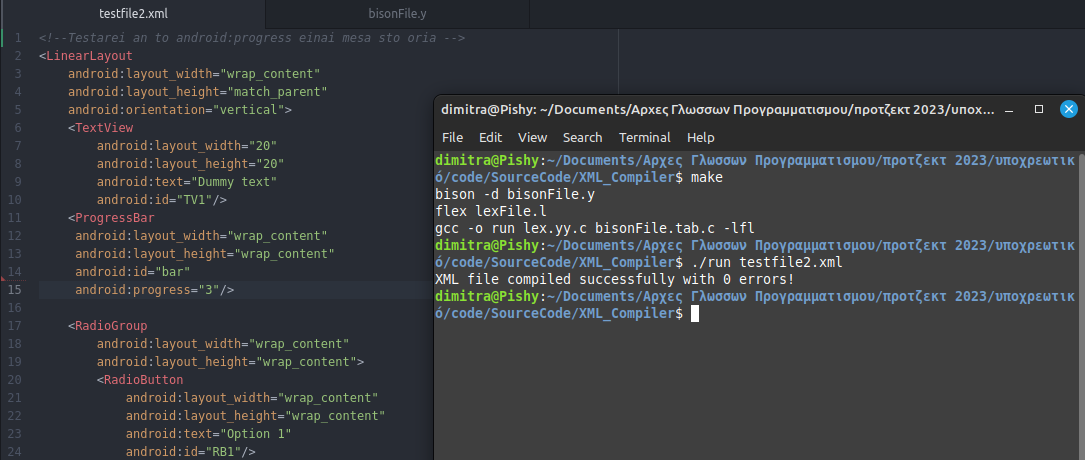 testfile2.xml
bisonFile.y
1 <!--Testarei an to android:progress einai mesa sto oria -->
2 <LinearLayout
3 android:layout_width="wrap_content"
4 android:layout_height="match_parent"
5 android:orientation="vertical">
6 <TextView
7 android:layout_width="20"
8 android:layout_height="20"
9 android:text="Dummy text"
10 android:id="TV1"/>
11 <ProgressBar
12 android:layout_width="wrap_content"
13 android:layout_height="wrap_content"
14 android:id="bar"
15 android:progress="3"/>
16
17 <RadioGroup
18 android:layout_width="wrap_content"
19 android:layout_height="wrap_content">
20 <RadioButton
21 android:layout_width="wrap_content"
22 android:layout_height="wrap_content"
23 android:text="Option 1"
24 android:id="RB1"/>
dimitra@Pishy: ~/Documents/Αρχες Γλωσσων Προγραμματισμου/προτζεκτ 2023/υποχ...
File Edit View Search Terminal Help
dimitra@Pishy:~/Documents/Αρχες Γλωσσων Προγραμματισμου/προτζεκτ 2023/υποχρεωτικ
ό/code/SourceCode/XML_Compiler$ make
bison -d bisonFile.y
flex lexFile.l
gcc -o run lex.yy.c bisonFile.tab.c -lfl
dimitra@Pishy:~/Documents/Αρχες Γλωσσων Προγραμματισμου/προτζεκτ 2023/υποχρεωτικ
ό/code/SourceCode/XML_Compiler$ ./run testfile2.xml
XML file compiled successfully with 0 errors!
dimitra@Pishy:~/Documents/Αρχες Γλωσσων Προγραμματισμου/προτζεκτ 2023/υποχρεωτικ
ό/code/SourceCode/XML_Compiler$